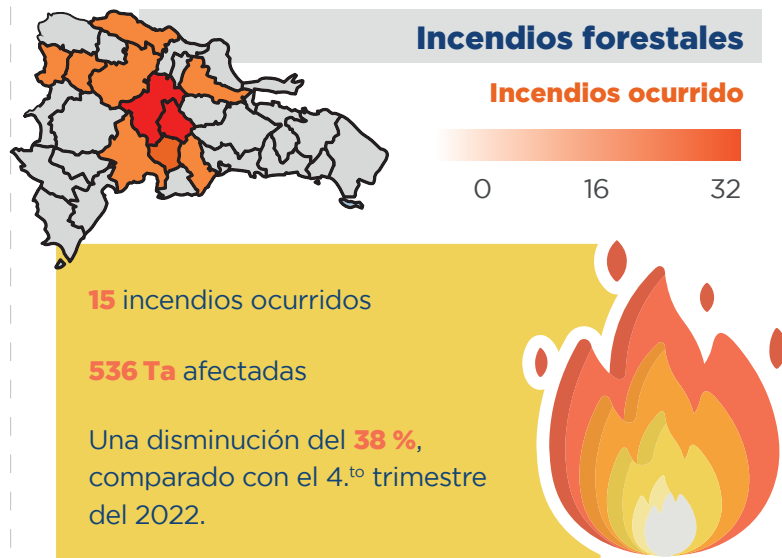 Incendios forestales
Incendios ocurrido
0 16 32
15 incendios ocurridos
536 Ta afectadas
Una disminución del 38 %,
comparado con el 4.to trimestre
del 2022.